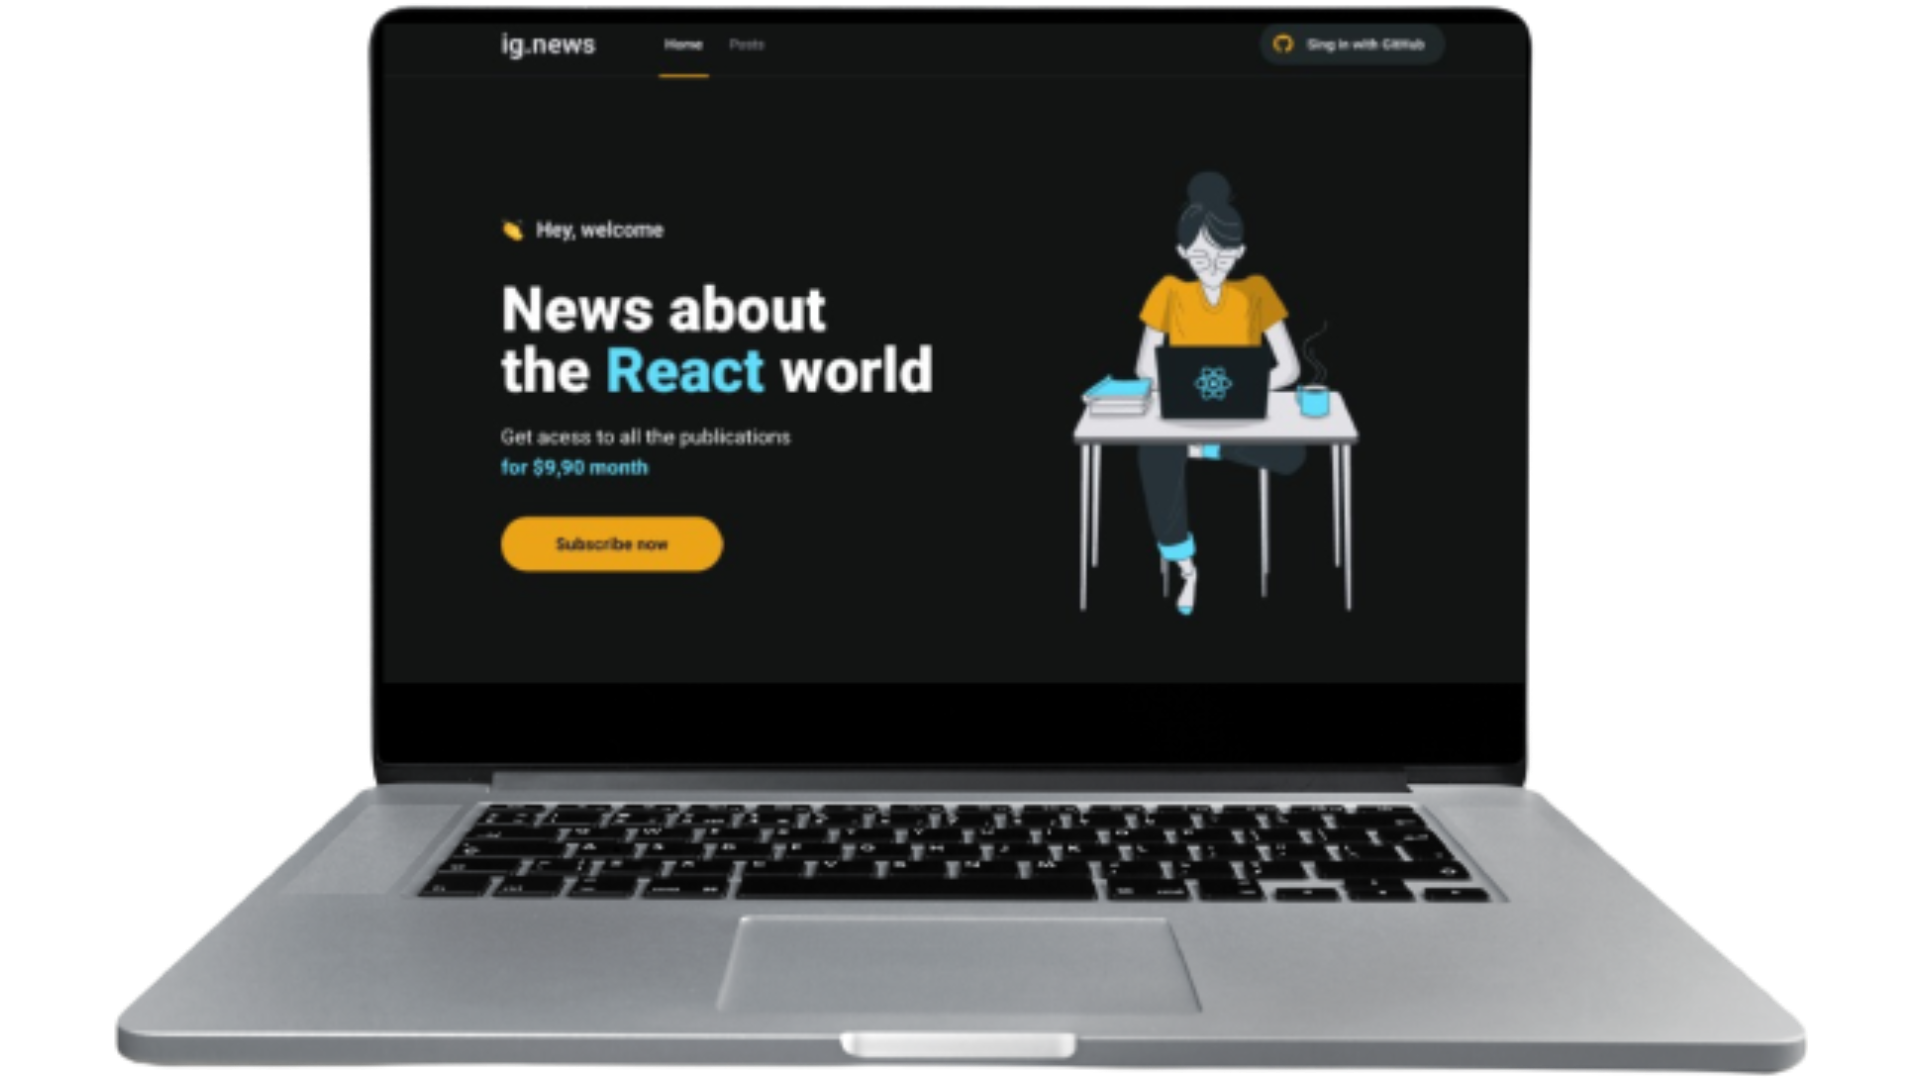 ig.news
Home Posts
Sing in with GitHub
👏 Hey, welcome
News about
the React world
Get acess to all the publications
for $9,90 month
Subscribe now